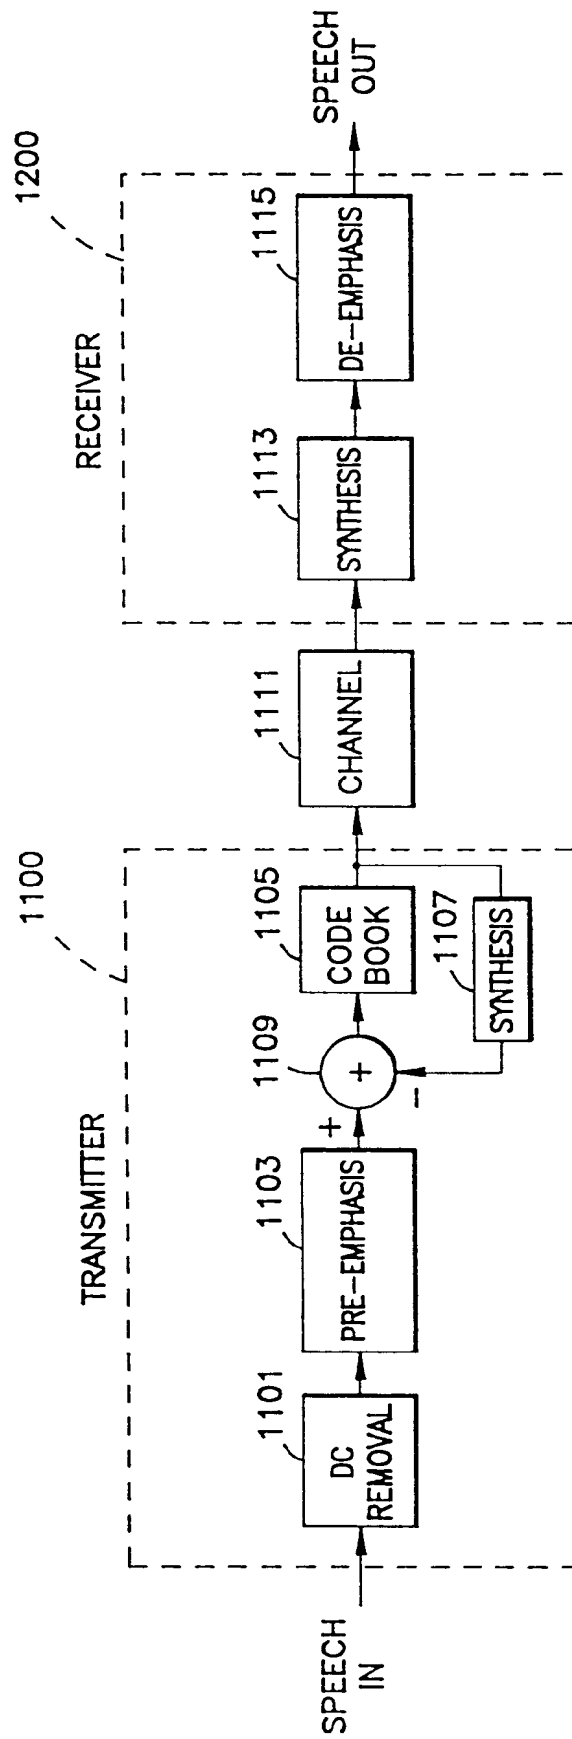 TRANSMITTER
1100
RECEIVER
1200
SPEECH
IN
1101
DC
REMOVAL
1103
PRE-EMPHASIS
+
1109
+
-
1105
CODE
BOOK
1107
SYNTHESIS
1111
CHANNEL
1113
SYNTHESIS
1115
DE-EMPHASIS
SPEECH
OUT